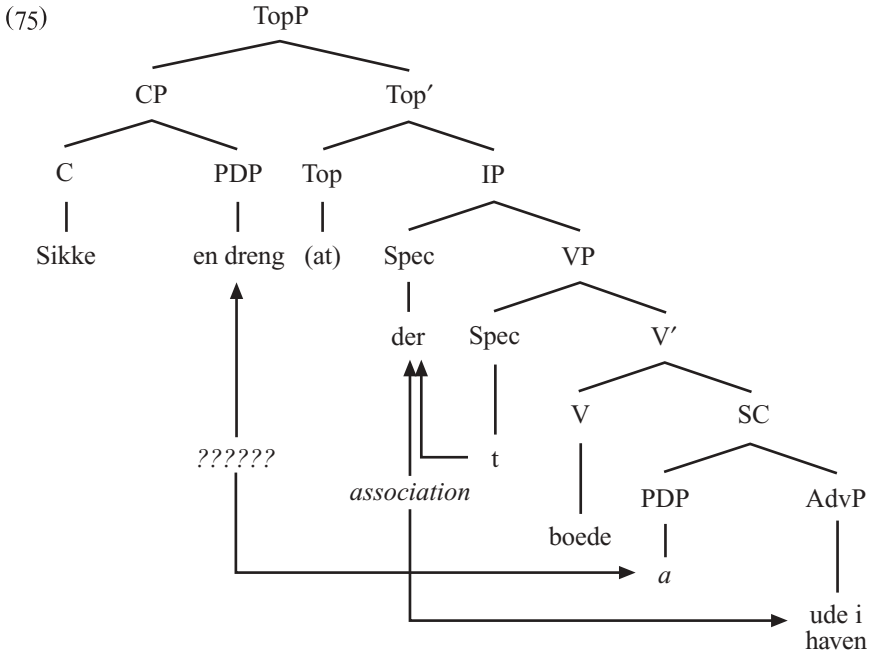 (75) TopP
CP Top′
C PDP Top IP
Sikke en dreng (at) Spec VP
der Spec V′
V SC
?????? t
association PDP AdvP
boede
a
ude i
haven